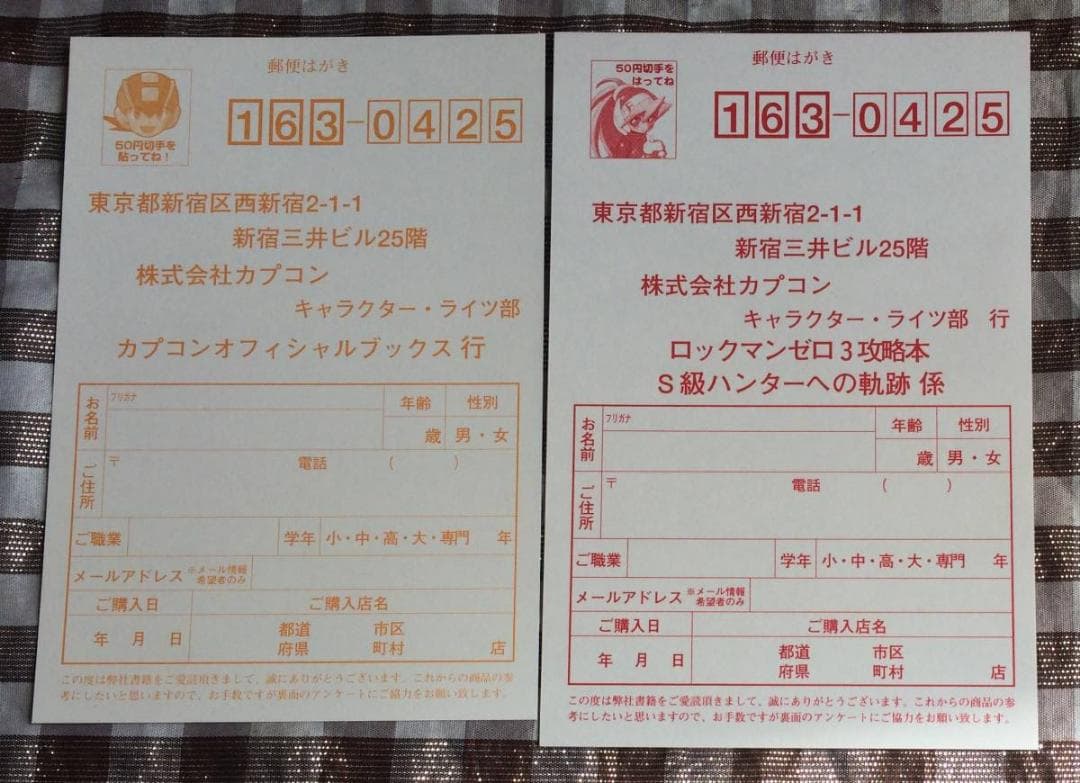 郵便はがき
50円切手を
貼ってね!
163-0425
東京都新宿区西新宿2-1-1
新宿三井ビル25階
株式会社カプコン
キャラクター・ライツ部
カプコンオフィシャルブックス 行
お名前
フリガナ
年齢
性別
歳
男・女
ご住所
〒
電話 ( )
ご職業
学年
小・中・高・大・専門 年
メールアドレス ※メール情報
希望者のみ
ご購入日
ご購入店名
年 月 日
都道 市区
府県 町村 店
この度は弊社書籍をご愛読頂きまして、誠にありがとうございます。これからの商品の参
考にしたいと思いますので、お手数ですが裏面のアンケートにご協力をお願い致します。
郵便はがき
50円切手を
はってね
163-0425
東京都新宿区西新宿2-1-1
新宿三井ビル25階
株式会社カプコン
キャラクター・ライツ部 行
ロックマンゼロ3攻略本
S級ハンターへの軌跡 係
お名前
フリガナ
年齢
性別
歳
男・女
ご住所
〒
電話 ( )
ご職業
学年
小・中・高・大・専門 年
メールアドレス ※メール情報
希望者のみ
ご購入日
ご購入店名
年 月 日
都道 市区
府県 町村 店
この度は弊社書籍をご愛読頂きまして、誠にありがとうございます。これからの商品の参
考にしたいと思いますので、お手数ですが裏面のアンケートにご協力をお願い致します。